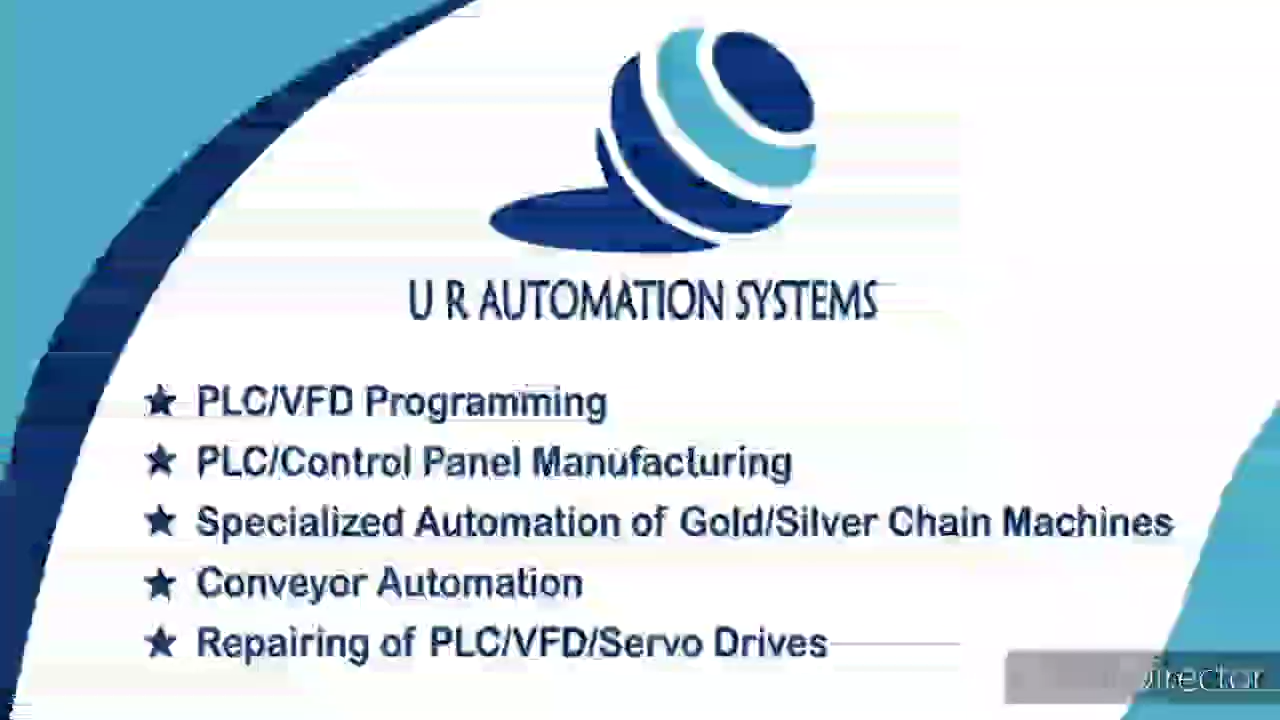 U R AUTOMATION SYSTEMS
★ PLC/VFD Programming
★ PLC/Control Panel Manufacturing
★ Specialized Automation of Gold/Silver Chain Machines
★ Conveyor Automation
★ Repairing of PLC/VFD/Servo Drives